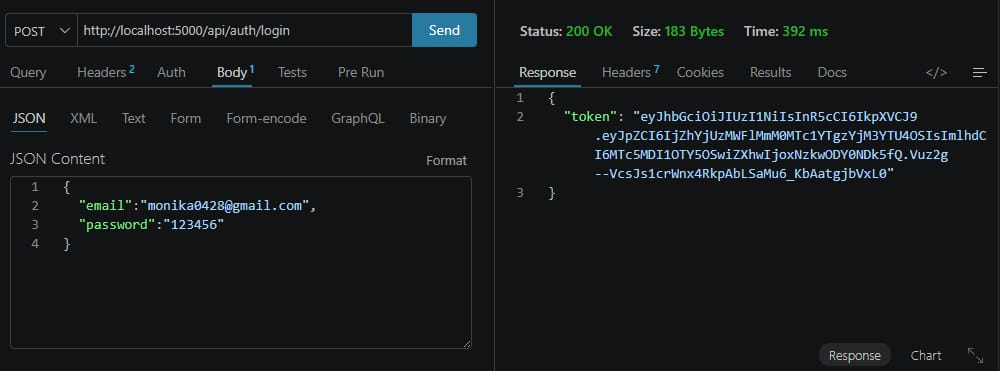 POST http://localhost:5000/api/auth/login Send
Query Headers 2 Auth Body 1 Tests Pre Run
JSON XML Text Form Form-encode GraphQL Binary
JSON Content Format
1 {
2 "email":"monika0428@gmail.com",
3 "password":"123456"
4 }
Status: 200 OK Size: 183 Bytes Time: 392 ms
Response Headers 7 Cookies Results Docs </>
1 {
2 "token": "eyJhbGciOiJIUzI1NiIsInR5cCI6IkpXVCJ9
.eyJpZCI6IjZhYjUzMWFlMmM0MTc1YTgzYjM3YTU4OSIsImlhdC
I6MTc5MDI1OTY5OSwiZXhwIjoxNzkwODY0NDk5fQ.Vuz2g
--VcsJs1crWnx4RkpAbLSaMu6_KbAatgjbVxL0"
3 }
Response Chart